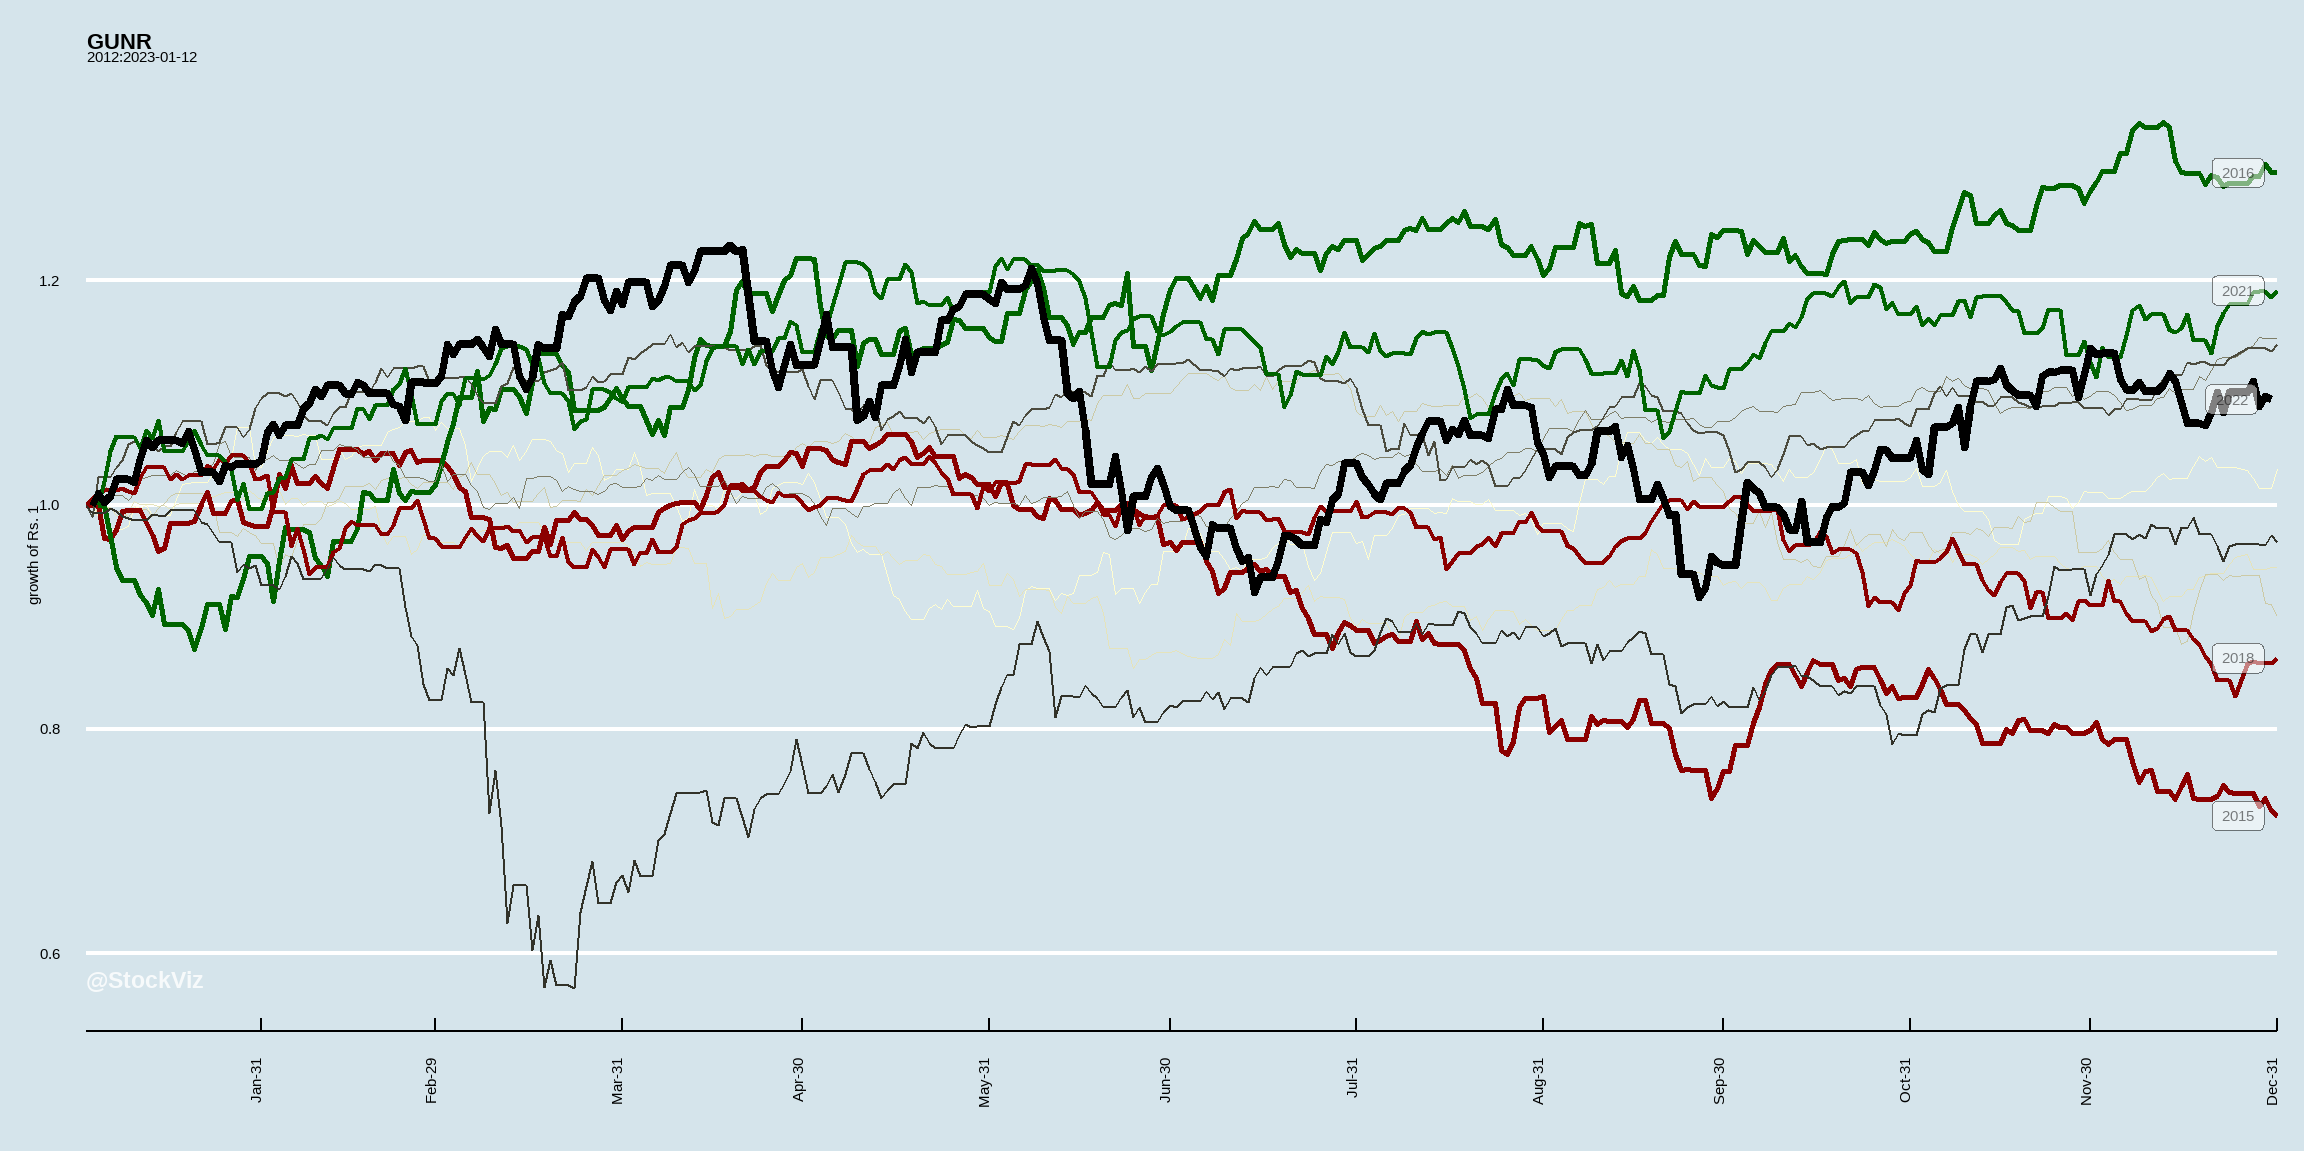 GUNR
2012:2023-01-12
growth of Rs. 1
1.2
1.0
0.8
0.6
2016
2021
2022
2018
2015
@StockViz
Jan-31
Feb-29
Mar-31
Apr-30
May-31
Jun-30
Jul-31
Aug-31
Sep-30
Oct-31
Nov-30
Dec-31